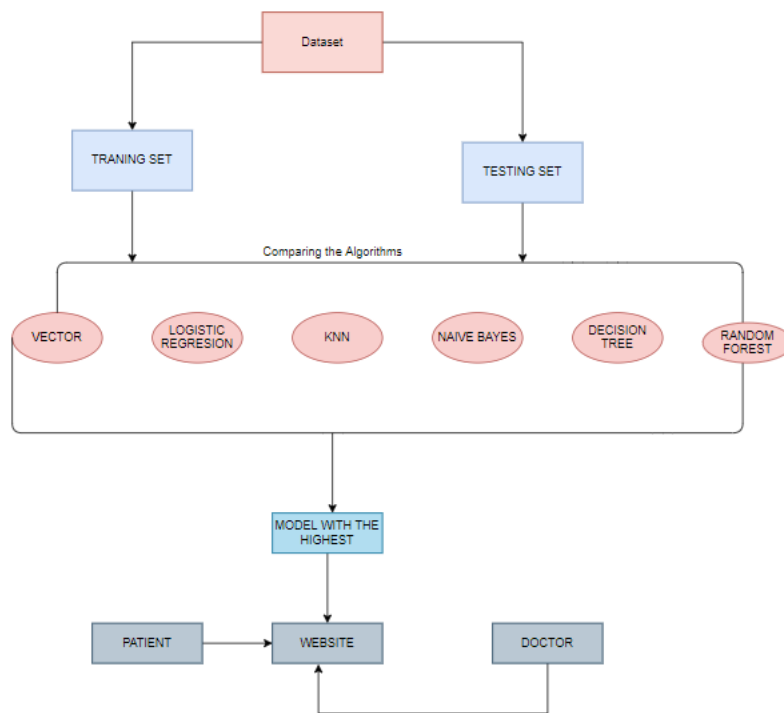 Dataset
TRANING SET
TESTING SET
Comparing the Algorithms
VECTOR
LOGISTIC
REGRESION
KNN
NAIVE BAYES
DECISION
TREE
RANDOM
FOREST
MODEL WITH THE
HIGHEST
PATIENT
WEBSITE
DOCTOR